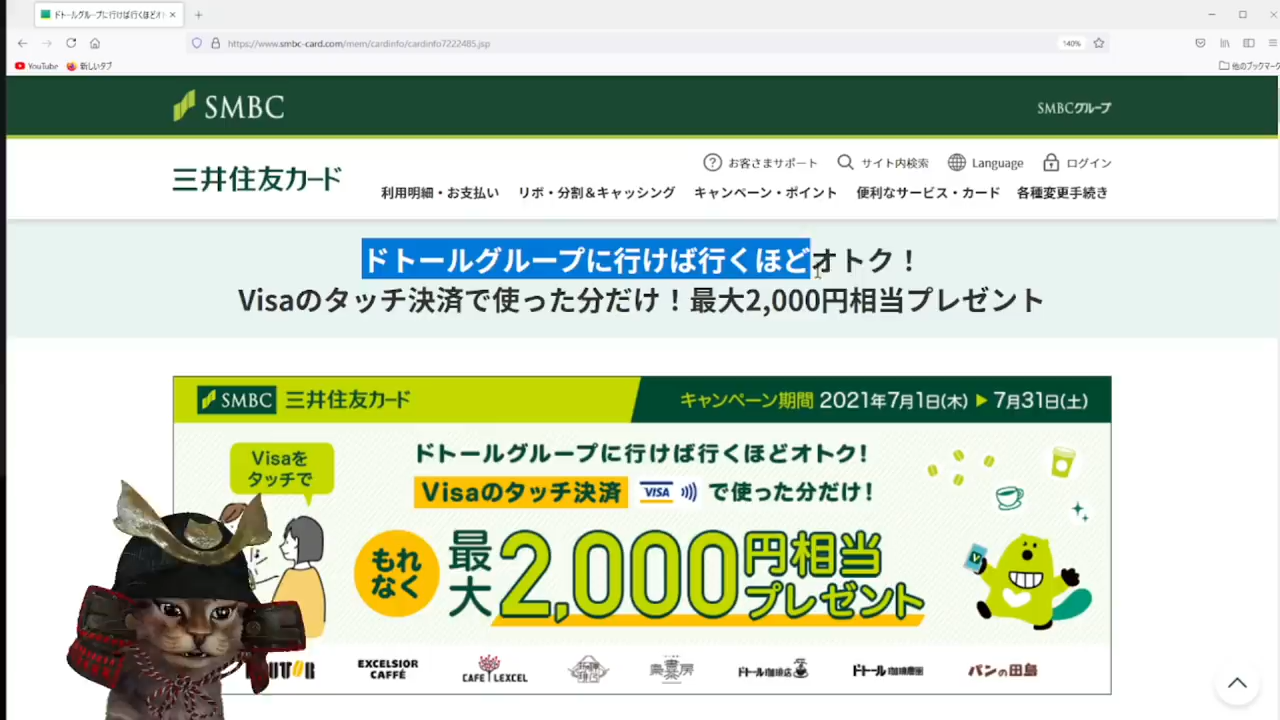 ドトールグループに行けば行くほどオト
https://www.smbc-card.com/mem/cardinfo/cardinfo7222485.jsp
140%
YouTube
新しいタブ
他のブックマーク
SMBC
SMBCグループ
三井住友カード
お客さまサポート
サイト内検索
Language
ログイン
利用明細・お支払い
リボ・分割&キャッシング
キャンペーン・ポイント
便利なサービス・カード
各種変更手続き
ドトールグループに行けば行くほどオトク！
Visaのタッチ決済で使った分だけ！最大2,000円相当プレゼント
SMBC 三井住友カード
キャンペーン期間 2021年7月1日(木) ▶ 7月31日(土)
Visaを
タッチで
ドトールグループに行けば行くほどオトク!
Visaのタッチ決済 VISA で使った分だけ!
もれ
なく
最大2,000円相当プレゼント
EXCELSIOR
CAFFÉ
CAFÉ LEXCEL
ドトール珈琲店
ドトール珈琲農園
パンの田島